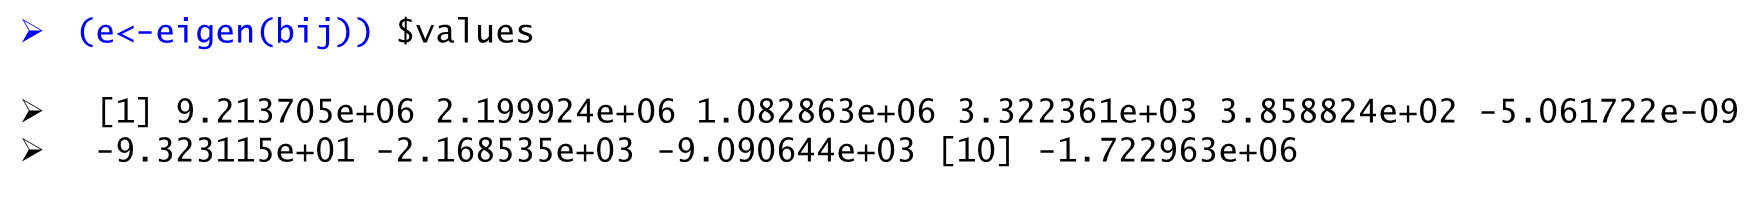 ➢ (e<-eigen(bij)) $values
➢ [1] 9.213705e+06 2.199924e+06 1.082863e+06 3.322361e+03 3.858824e+02 -5.061722e-09
➢ -9.323115e+01 -2.168535e+03 -9.090644e+03 [10] -1.722963e+06